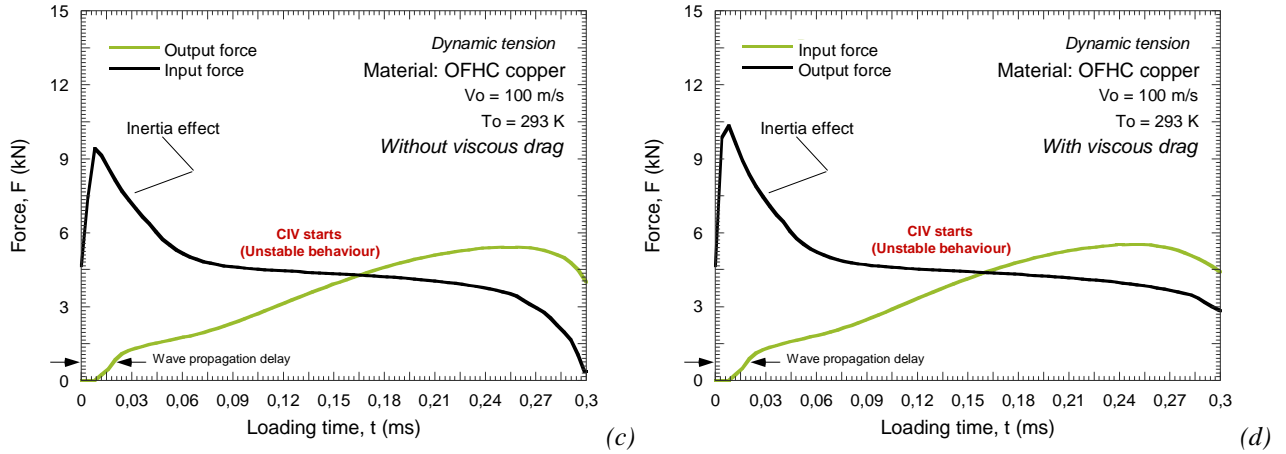 15
12
9
6
3
0
Force, F (kN)
Output force
Input force
Dynamic tension
Material: OFHC copper
Vo = 100 m/s
To = 293 K
Without viscous drag
Inertia effect
CIV starts
(Unstable behaviour)
Wave propagation delay
0 0,03 0,06 0,09 0,12 0,15 0,18 0,21 0,24 0,27 0,3
Loading time, t (ms)
(c)
15
12
9
6
3
0
Force, F (kN)
Input force
Output force
Dynamic tension
Material: OFHC copper
Vo = 100 m/s
To = 293 K
With viscous drag
Inertia effect
CIV starts
(Unstable behaviour)
Wave propagation delay
0 0,03 0,06 0,09 0,12 0,15 0,18 0,21 0,24 0,27 0,3
Loading time, t (ms)
(d)